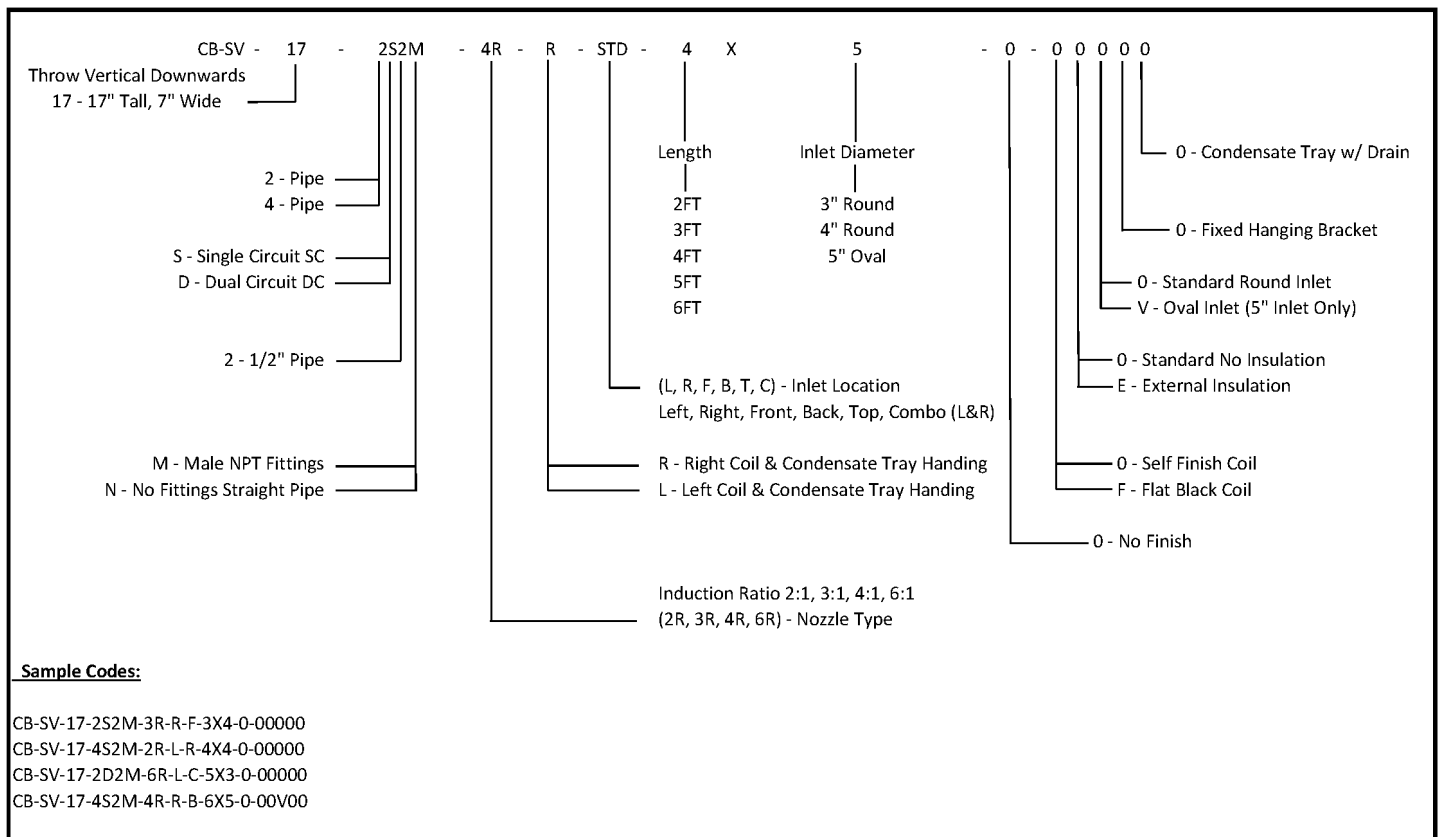 CB-SV - 17 - 2S2M - 4R - R - STD - 4 X 5 - 0 - 0 0 0 0 0
Throw Vertical Downwards
17 - 17" Tall, 7" Wide
Length
Inlet Diameter
0 - Condensate Tray w/ Drain
2 - Pipe
4 - Pipe
2FT
3" Round
3FT
4" Round
0 - Fixed Hanging Bracket
S - Single Circuit SC
4FT
5" Oval
D - Dual Circuit DC
5FT
0 - Standard Round Inlet
6FT
V - Oval Inlet (5" Inlet Only)
2 - 1/2" Pipe
0 - Standard No Insulation
(L, R, F, B, T, C) - Inlet Location
E - External Insulation
Left, Right, Front, Back, Top, Combo (L&R)
M - Male NPT Fittings
R - Right Coil & Condensate Tray Handing
0 - Self Finish Coil
N - No Fittings Straight Pipe
L - Left Coil & Condensate Tray Handing
F - Flat Black Coil
0 - No Finish
Induction Ratio 2:1, 3:1, 4:1, 6:1
(2R, 3R, 4R, 6R) - Nozzle Type
Sample Codes:
CB-SV-17-2S2M-3R-R-F-3X4-0-00000
CB-SV-17-4S2M-2R-L-R-4X4-0-00000
CB-SV-17-2D2M-6R-L-C-5X3-0-00000
CB-SV-17-4S2M-4R-R-B-6X5-0-00V00